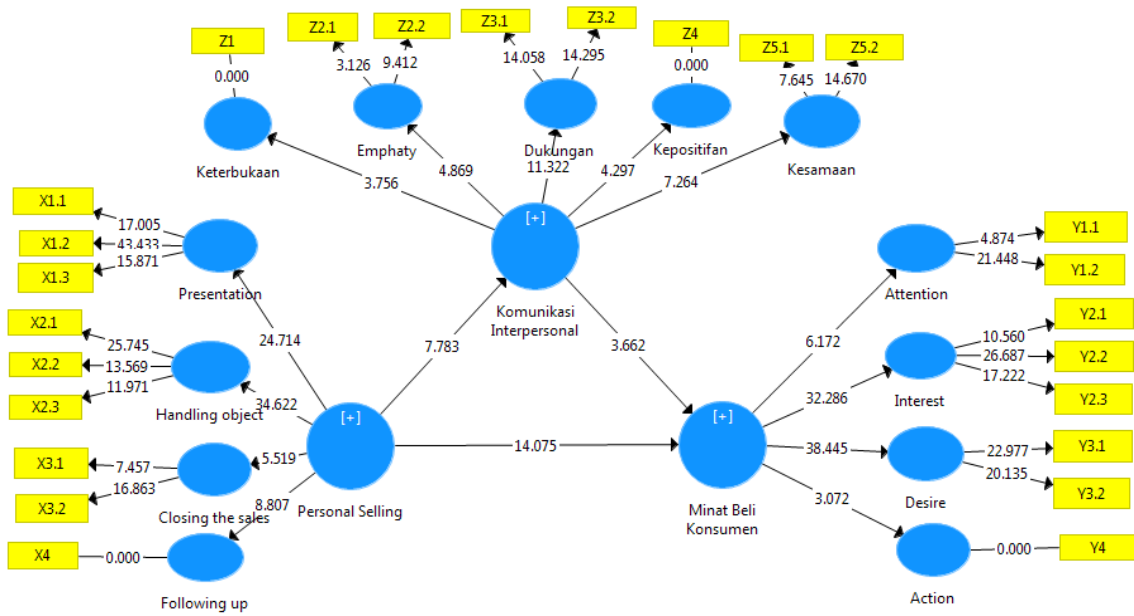 Z1
Z2.1
Z2.2
Z3.1
Z3.2
Z4
Z5.1
Z5.2
0.000
3.126
9.412
14.058
14.295
0.000
7.645
14.670
Keterbukaan
Emphaty
Dukungan
Kepositifan
Kesamaan
3.756
4.869
11.322
4.297
7.264
[+]
Komunikasi
Interpersonal
X1.1
X1.2
X1.3
17.005
43.433
15.871
Presentation
X2.1
X2.2
X2.3
25.745
13.569
11.971
Handling object
X3.1
X3.2
7.457
16.863
Closing the sales
X4
0.000
Following up
24.714
34.622
5.519
8.807
[+]
Personal Selling
7.783
3.662
14.075
[+]
Minat Beli
Konsumen
6.172
32.286
38.445
3.072
Attention
4.874
21.448
Y1.1
Y1.2
Interest
10.560
26.687
17.222
Y2.1
Y2.2
Y2.3
Desire
22.977
20.135
Y3.1
Y3.2
Action
0.000
Y4